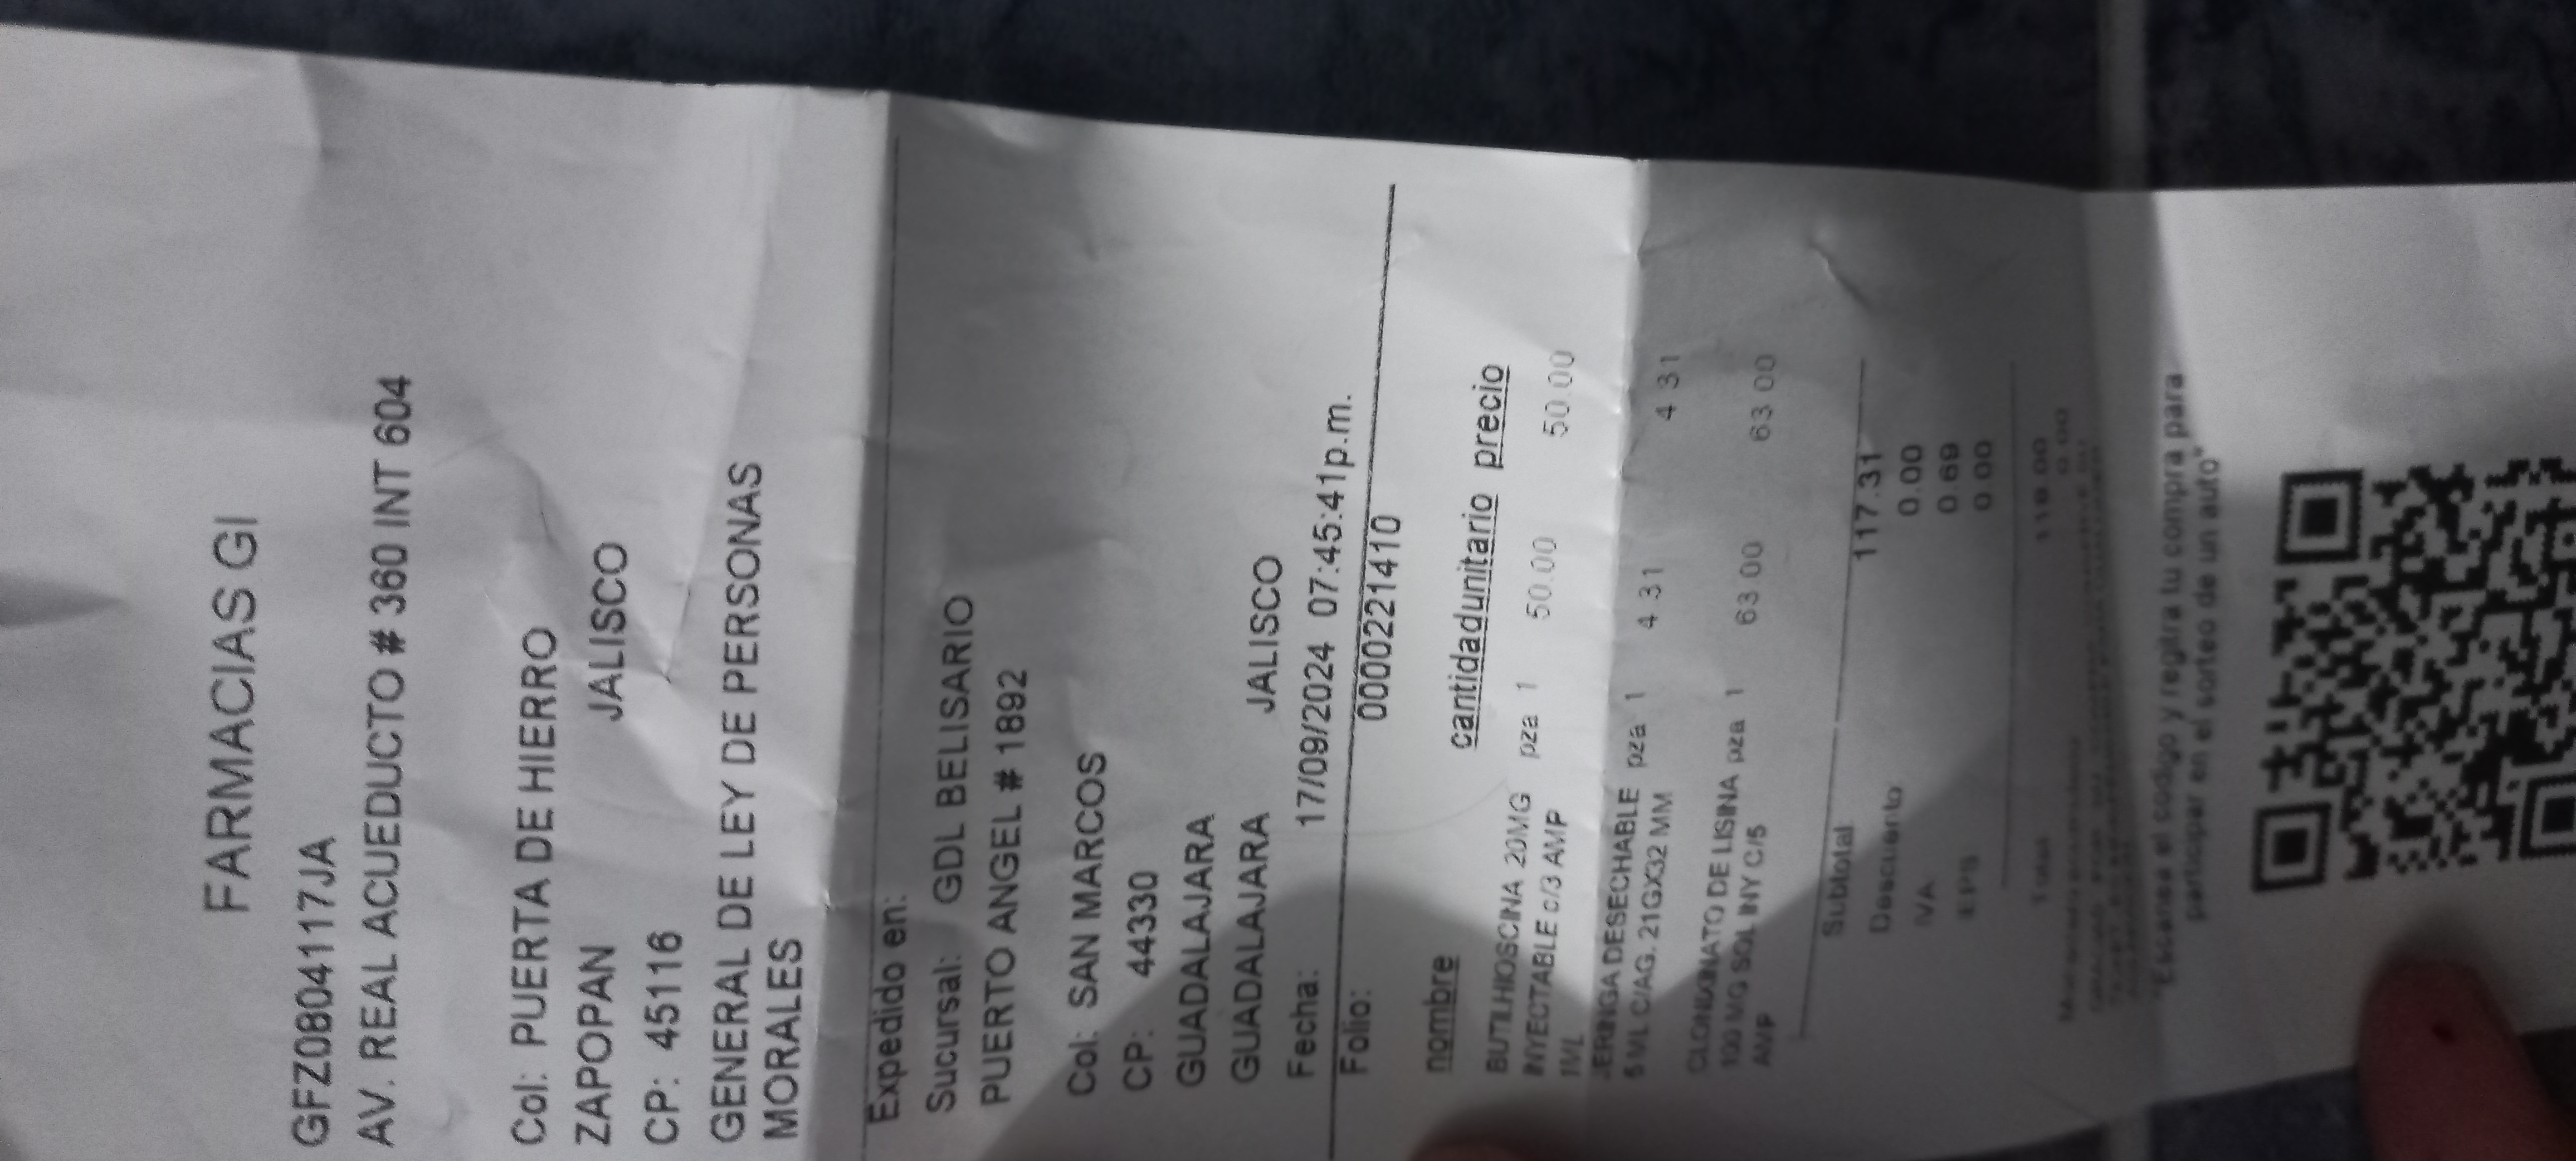 FARMACIAS GI
GFZ0804117JA
AV. REAL ACUEDUCTO # 360 INT 604
Col: PUERTA DE HIERRO
ZAPOPAN JALISCO
CP: 45116
GENERAL DE LEY DE PERSONAS
MORALES
Expedido en:
Sucursal: GDL BELISARIO
PUERTO ANGEL # 1892
Col: SAN MARCOS
CP: 44330
GUADALAJARA
GUADALAJARA JALISCO
Fecha: 17/09/2024 07:45:41p.m.
Folio: 0000221410
nombre cantidadunitario precio
BUTILHIOSCINA 20MG pza 1 50.00 50.00
INYECTABLE c/3 AMP
1ML
JERINGA DESECHABLE pza 1 4.31 4.31
5 ML C/AG. 21GX32 MM
CLONIXINATO DE LISINA pza 1 63.00 63.00
100 MG SOL INY C/5
AMP
Subtotal 117.31
Descuento 0.00
IVA 0.69
IEPS 0.00
Total 118.00
0.00
"Escanea el codigo y registra tu compra para
participar en el sorteo de un auto"